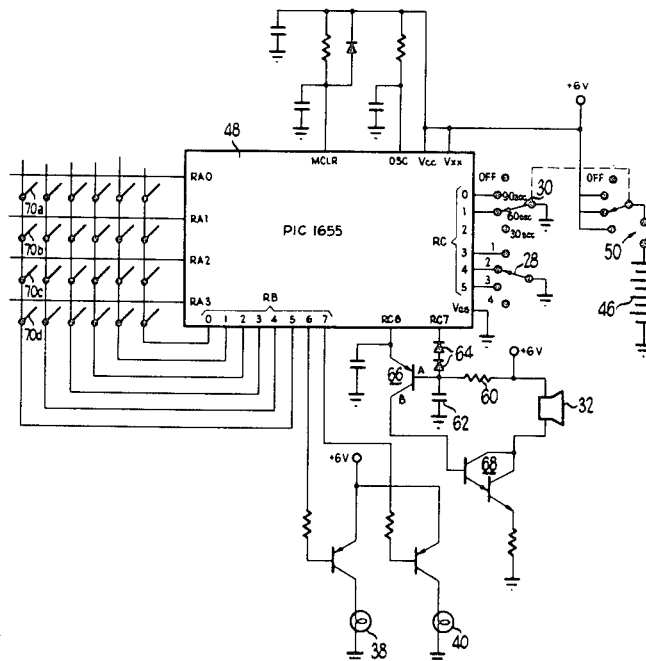 +6V
48
MCLR
OSC
Vcc
Vxx
OFF
OFF
RA0
0
90sec
30
70a
RA1
1
60sec
PIC 1655
RC
2
30sec
50
70b
RA2
3
1
4
2
28
70c
RA3
5
3
46
RB
4
70d
0
1
2
3
4
5
6
7
RC6
RC7
64
+6V
66
A
60
B
62
32
68
+6V
38
40